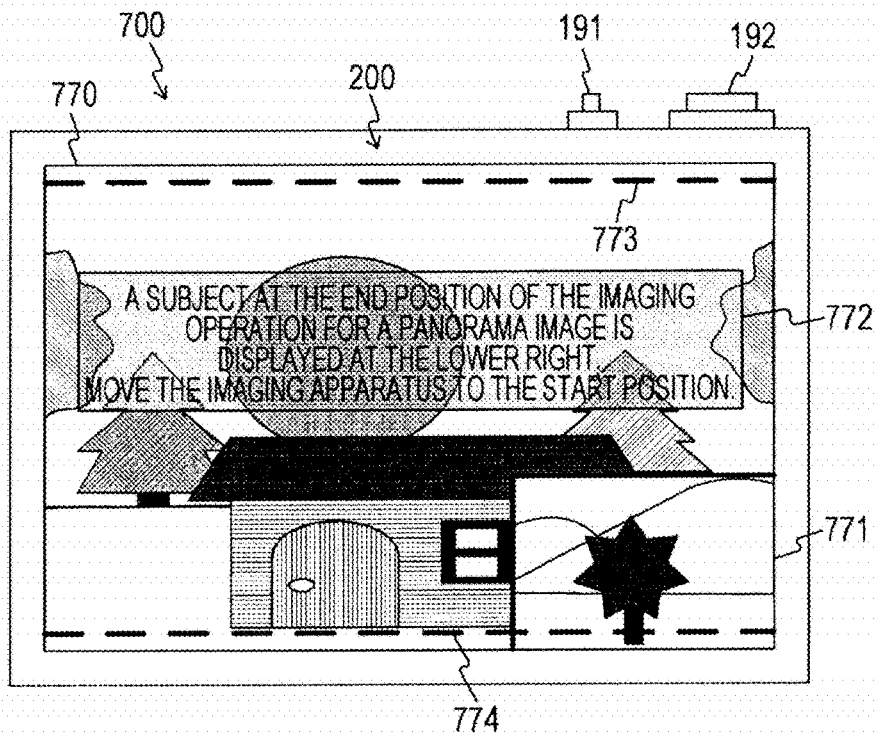 700
191
192
770
200
773
A SUBJECT AT THE END POSITION OF THE IMAGING
OPERATION FOR A PANORAMA IMAGE IS
DISPLAYED AT THE LOWER RIGHT
MOVE THE IMAGING APPARATUS TO THE START POSITION.
772
771
774